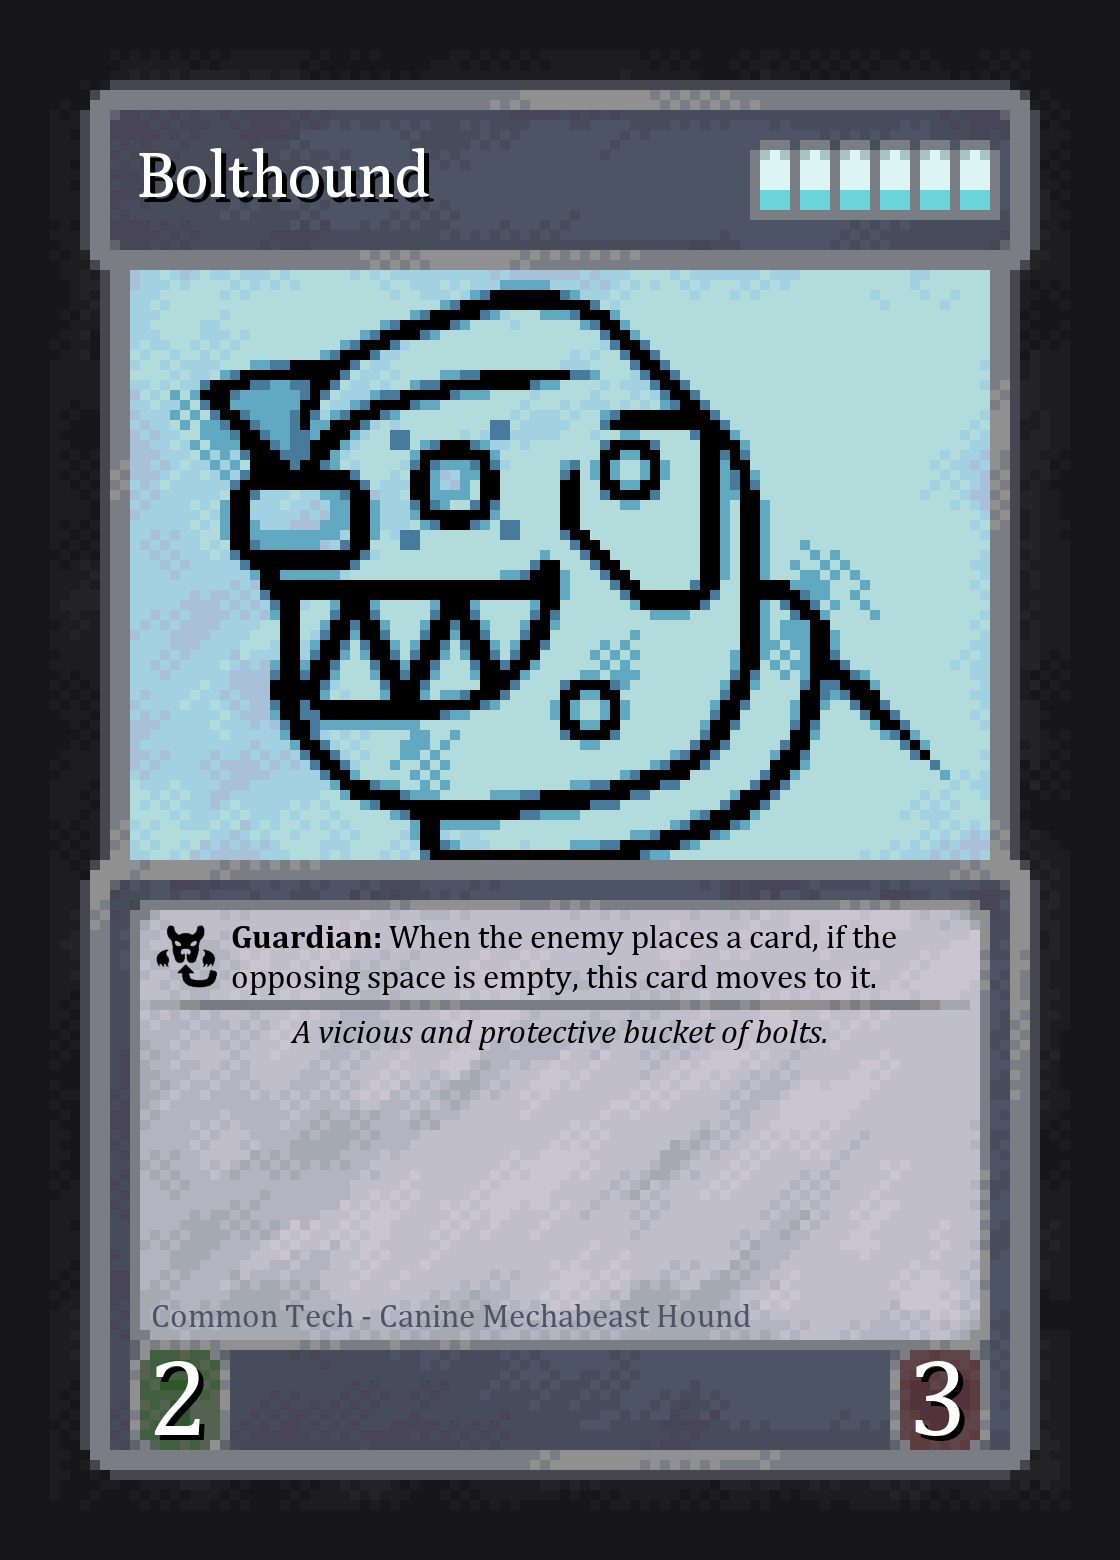 Bolthound
Guardian: When the enemy places a card, if the
opposing space is empty, this card moves to it.
A vicious and protective bucket of bolts.
Common Tech - Canine Mechabeast Hound
2
3